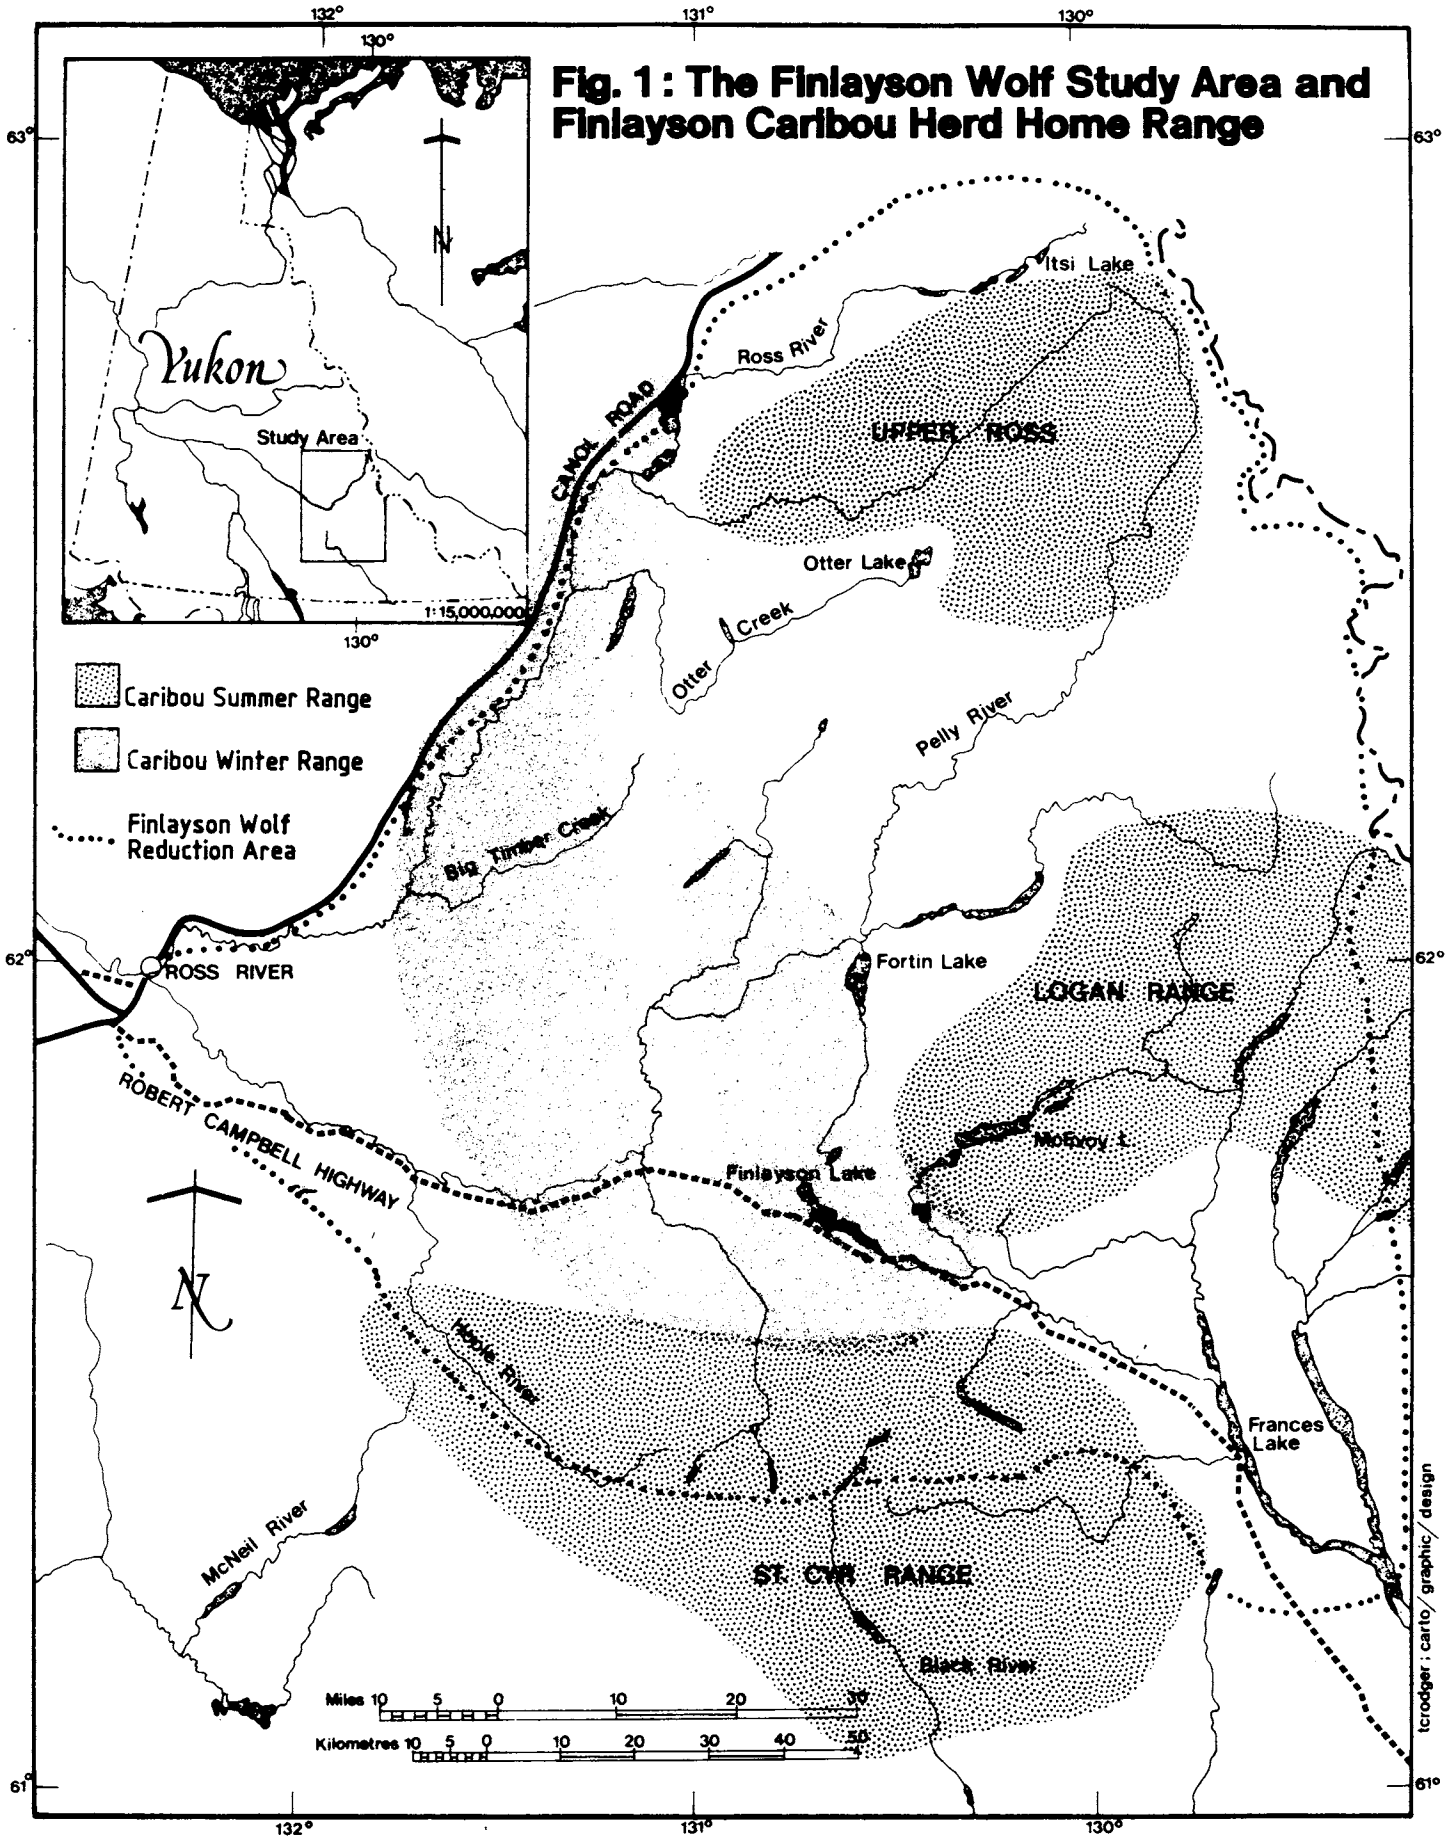 132°
131°
130°
130°
Fig. 1: The Finlayson Wolf Study Area and
Finlayson Caribou Herd Home Range
63°
63°
N
Itsi Lake
Ross River
Yukon
CANOL ROAD
UPPER ROSS
Study Area
Otter Lake
1:15,000,000
Otter Creek
130°
Caribou Summer Range
Pelly River
Caribou Winter Range
Finlayson Wolf
Reduction Area
Big Timber Creek
62°
62°
ROSS RIVER
Fortin Lake
LOGAN RANGE
ROBERT CAMPBELL HIGHWAY
McEvoy L.
Finlayson Lake
N
Hoole River
Frances
Lake
McNeil River
ST. CYR RANGE
Black River
Miles 10 5 0 10 20 30
Kilometres 10 5 0 10 20 30 40 50
tcrodger : carto/graphic/design
61°
61°
132°
131°
130°